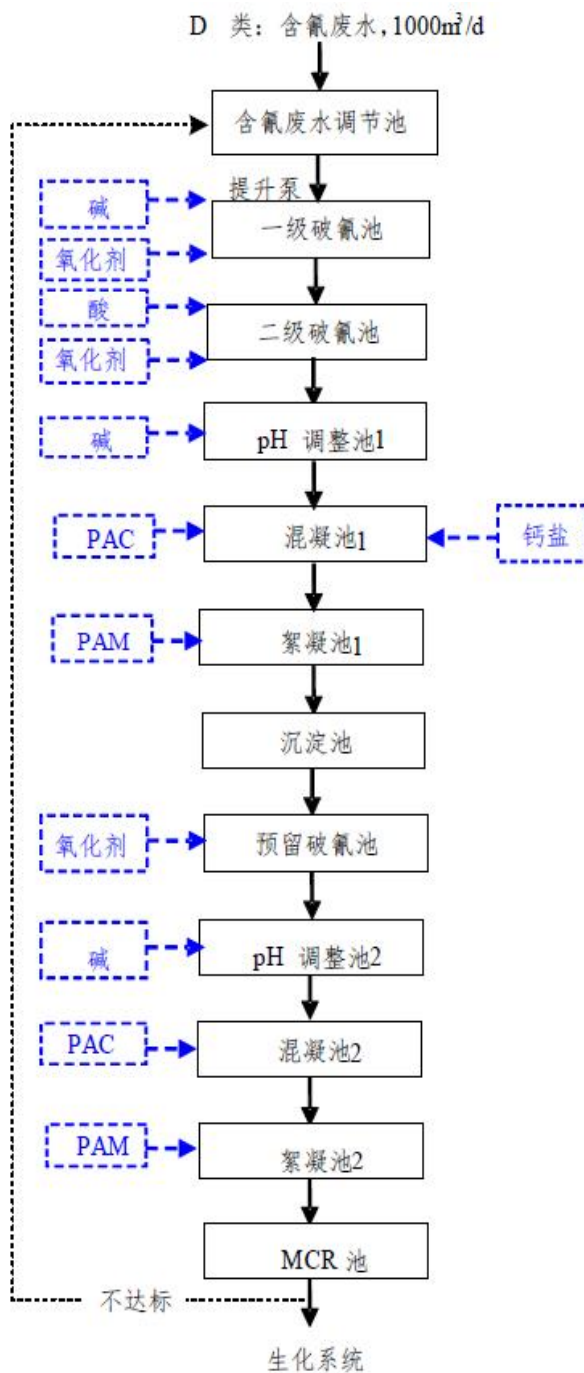 D 类：含氰废水,1000m³/d
含氰废水调节池
提升泵
碱
一级破氰池
氧化剂
酸
二级破氰池
氧化剂
碱
pH 调整池1
PAC
混凝池1
钙盐
PAM
絮凝池1
沉淀池
氧化剂
预留破氰池
碱
pH 调整池2
PAC
混凝池2
PAM
絮凝池2
MCR 池
不达标
生化系统